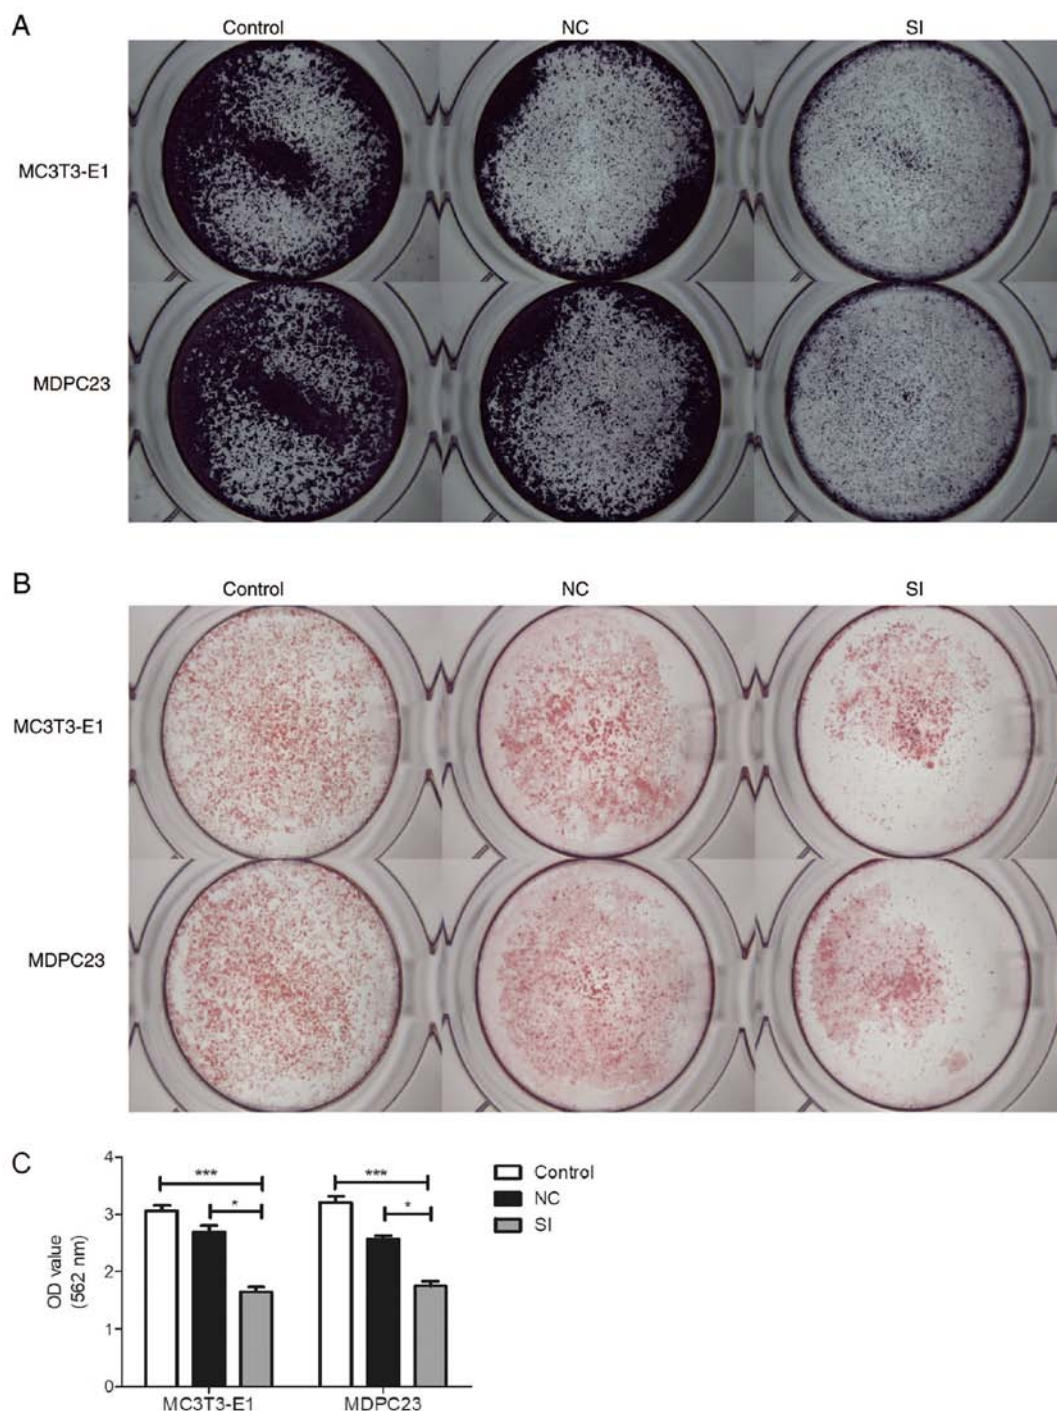 A
Control NC SI
MC3T3-E1
MDPC23
B
Control NC SI
MC3T3-E1
MDPC23
C
4
3
2
1
0
OD value
(562 nm)
***
*
***
*
Control
NC
SI
MC3T3-E1 MDPC23